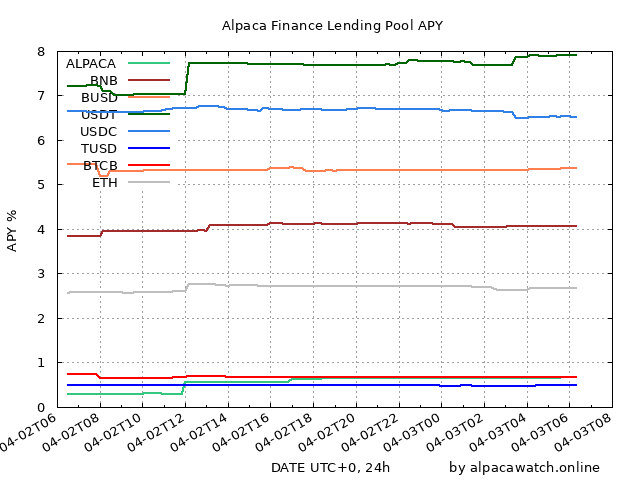 Alpaca Finance Lending Pool APY
8
7
6
5
4
3
2
1
0
APY %
ALPACA
BNB
BUSD
USDT
USDC
TUSD
BTCB
ETH
04-02T06
04-02T08
04-02T10
04-02T12
04-02T14
04-02T16
04-02T18
04-02T20
04-02T22
04-03T00
04-03T02
04-03T04
04-03T06
04-03T08
DATE UTC+0, 24h by alpacawatch.online